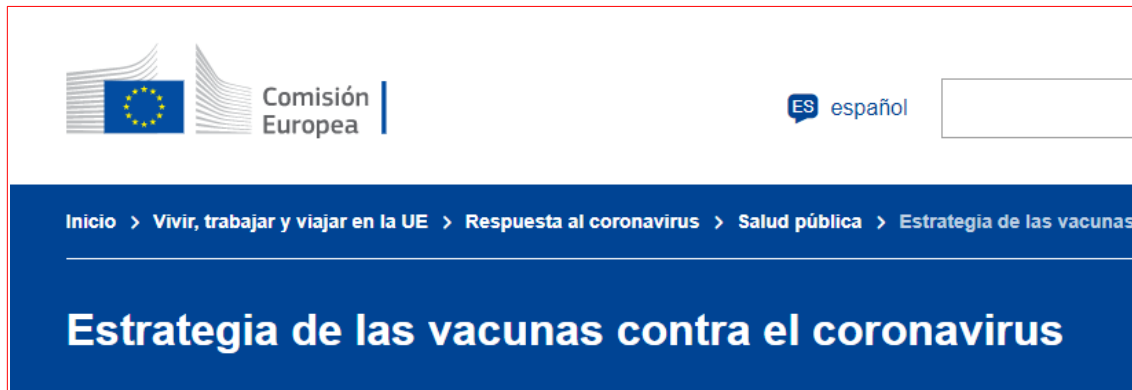 Comisión
Europea
ES español
Inicio > Vivir, trabajar y viajar en la UE > Respuesta al coronavirus > Salud pública > Estrategia de las vacunas
Estrategia de las vacunas contra el coronavirus